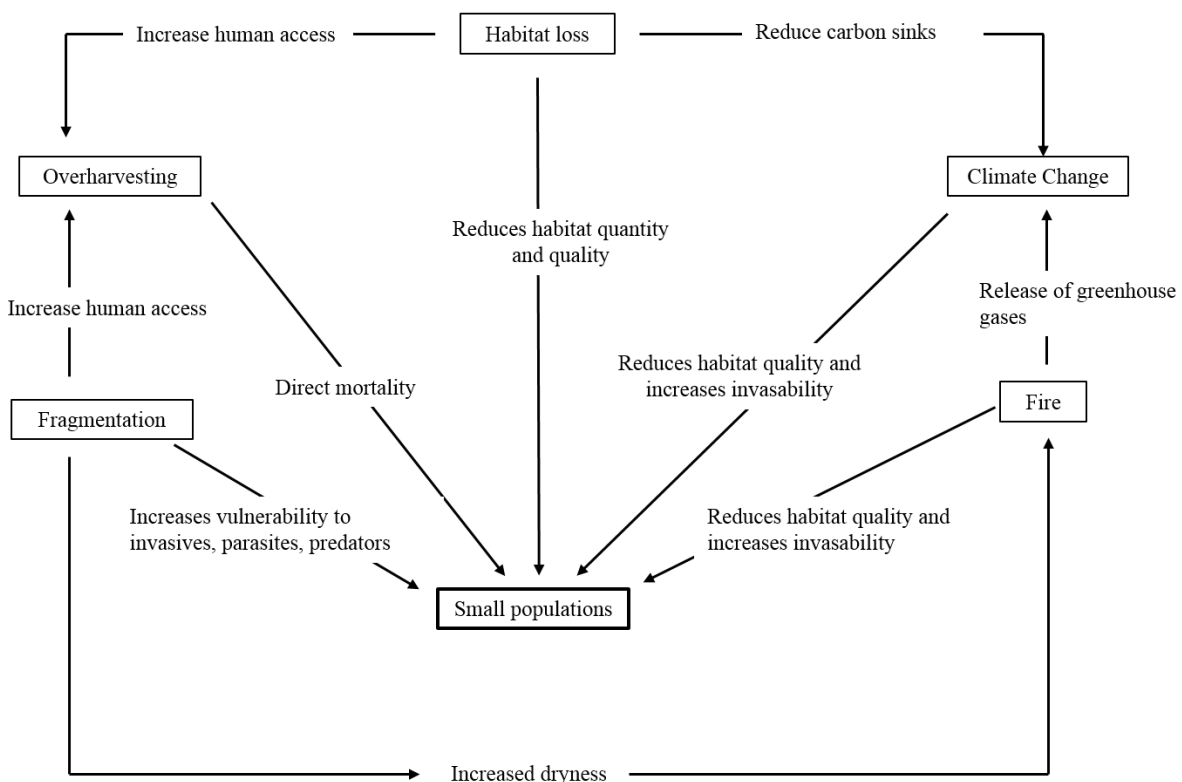 Increase human access
Habitat loss
Reduce carbon sinks
Overharvesting
Climate Change
Reduces habitat quantity
and quality
Increase human access
Release of greenhouse
gases
Direct mortality
Reduces habitat quality and
increases invasability
Fragmentation
Fire
Increases vulnerability to
invasives, parasites, predators
Reduces habitat quality and
increases invasability
Small populations
Increased dryness